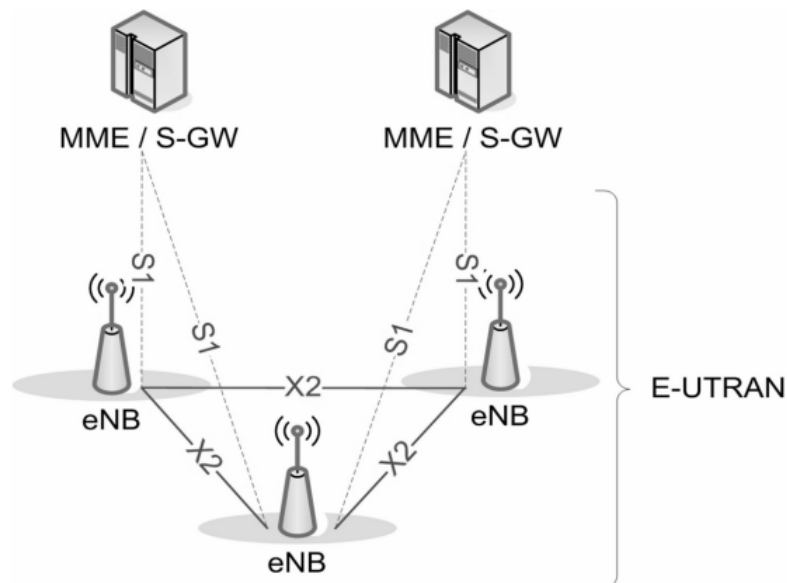 MME / S-GW
MME / S-GW
S1
S1
S1
S1
X2
E-UTRAN
eNB
eNB
X2
X2
eNB